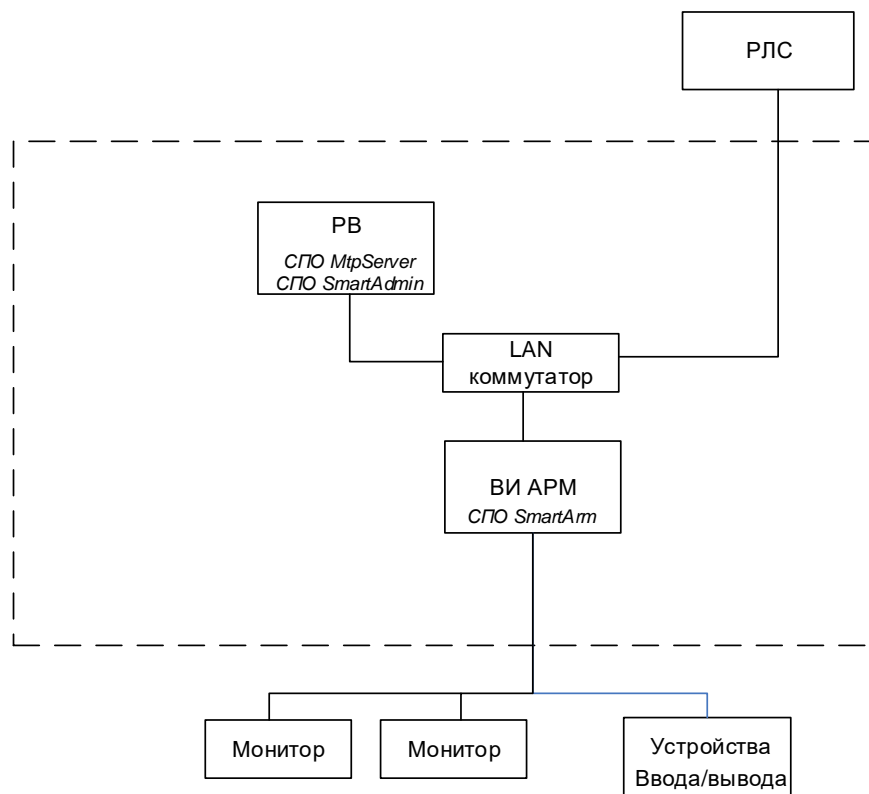 РЛС
РВ
СПО MtpServer
СПО SmartAdmin
LAN
коммутатор
ВИ АРМ
СПО SmartArm
Монитор
Монитор
Устройства
Ввода/вывода